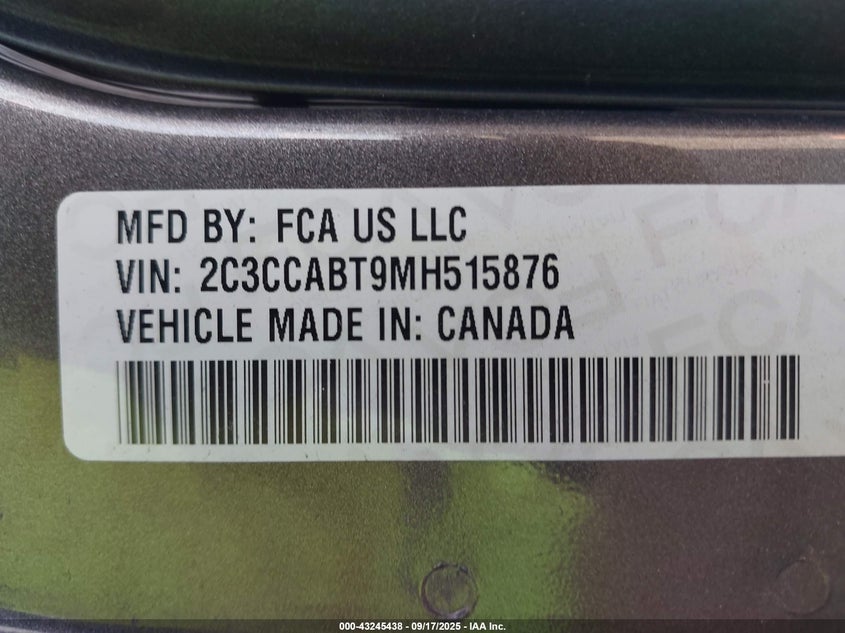 MFD BY: FCA US LLC
VIN: 2C3CCABT9MH515876
VEHICLE MADE IN: CANADA
000-43245438 - 09/17/2025 - IAA Inc.